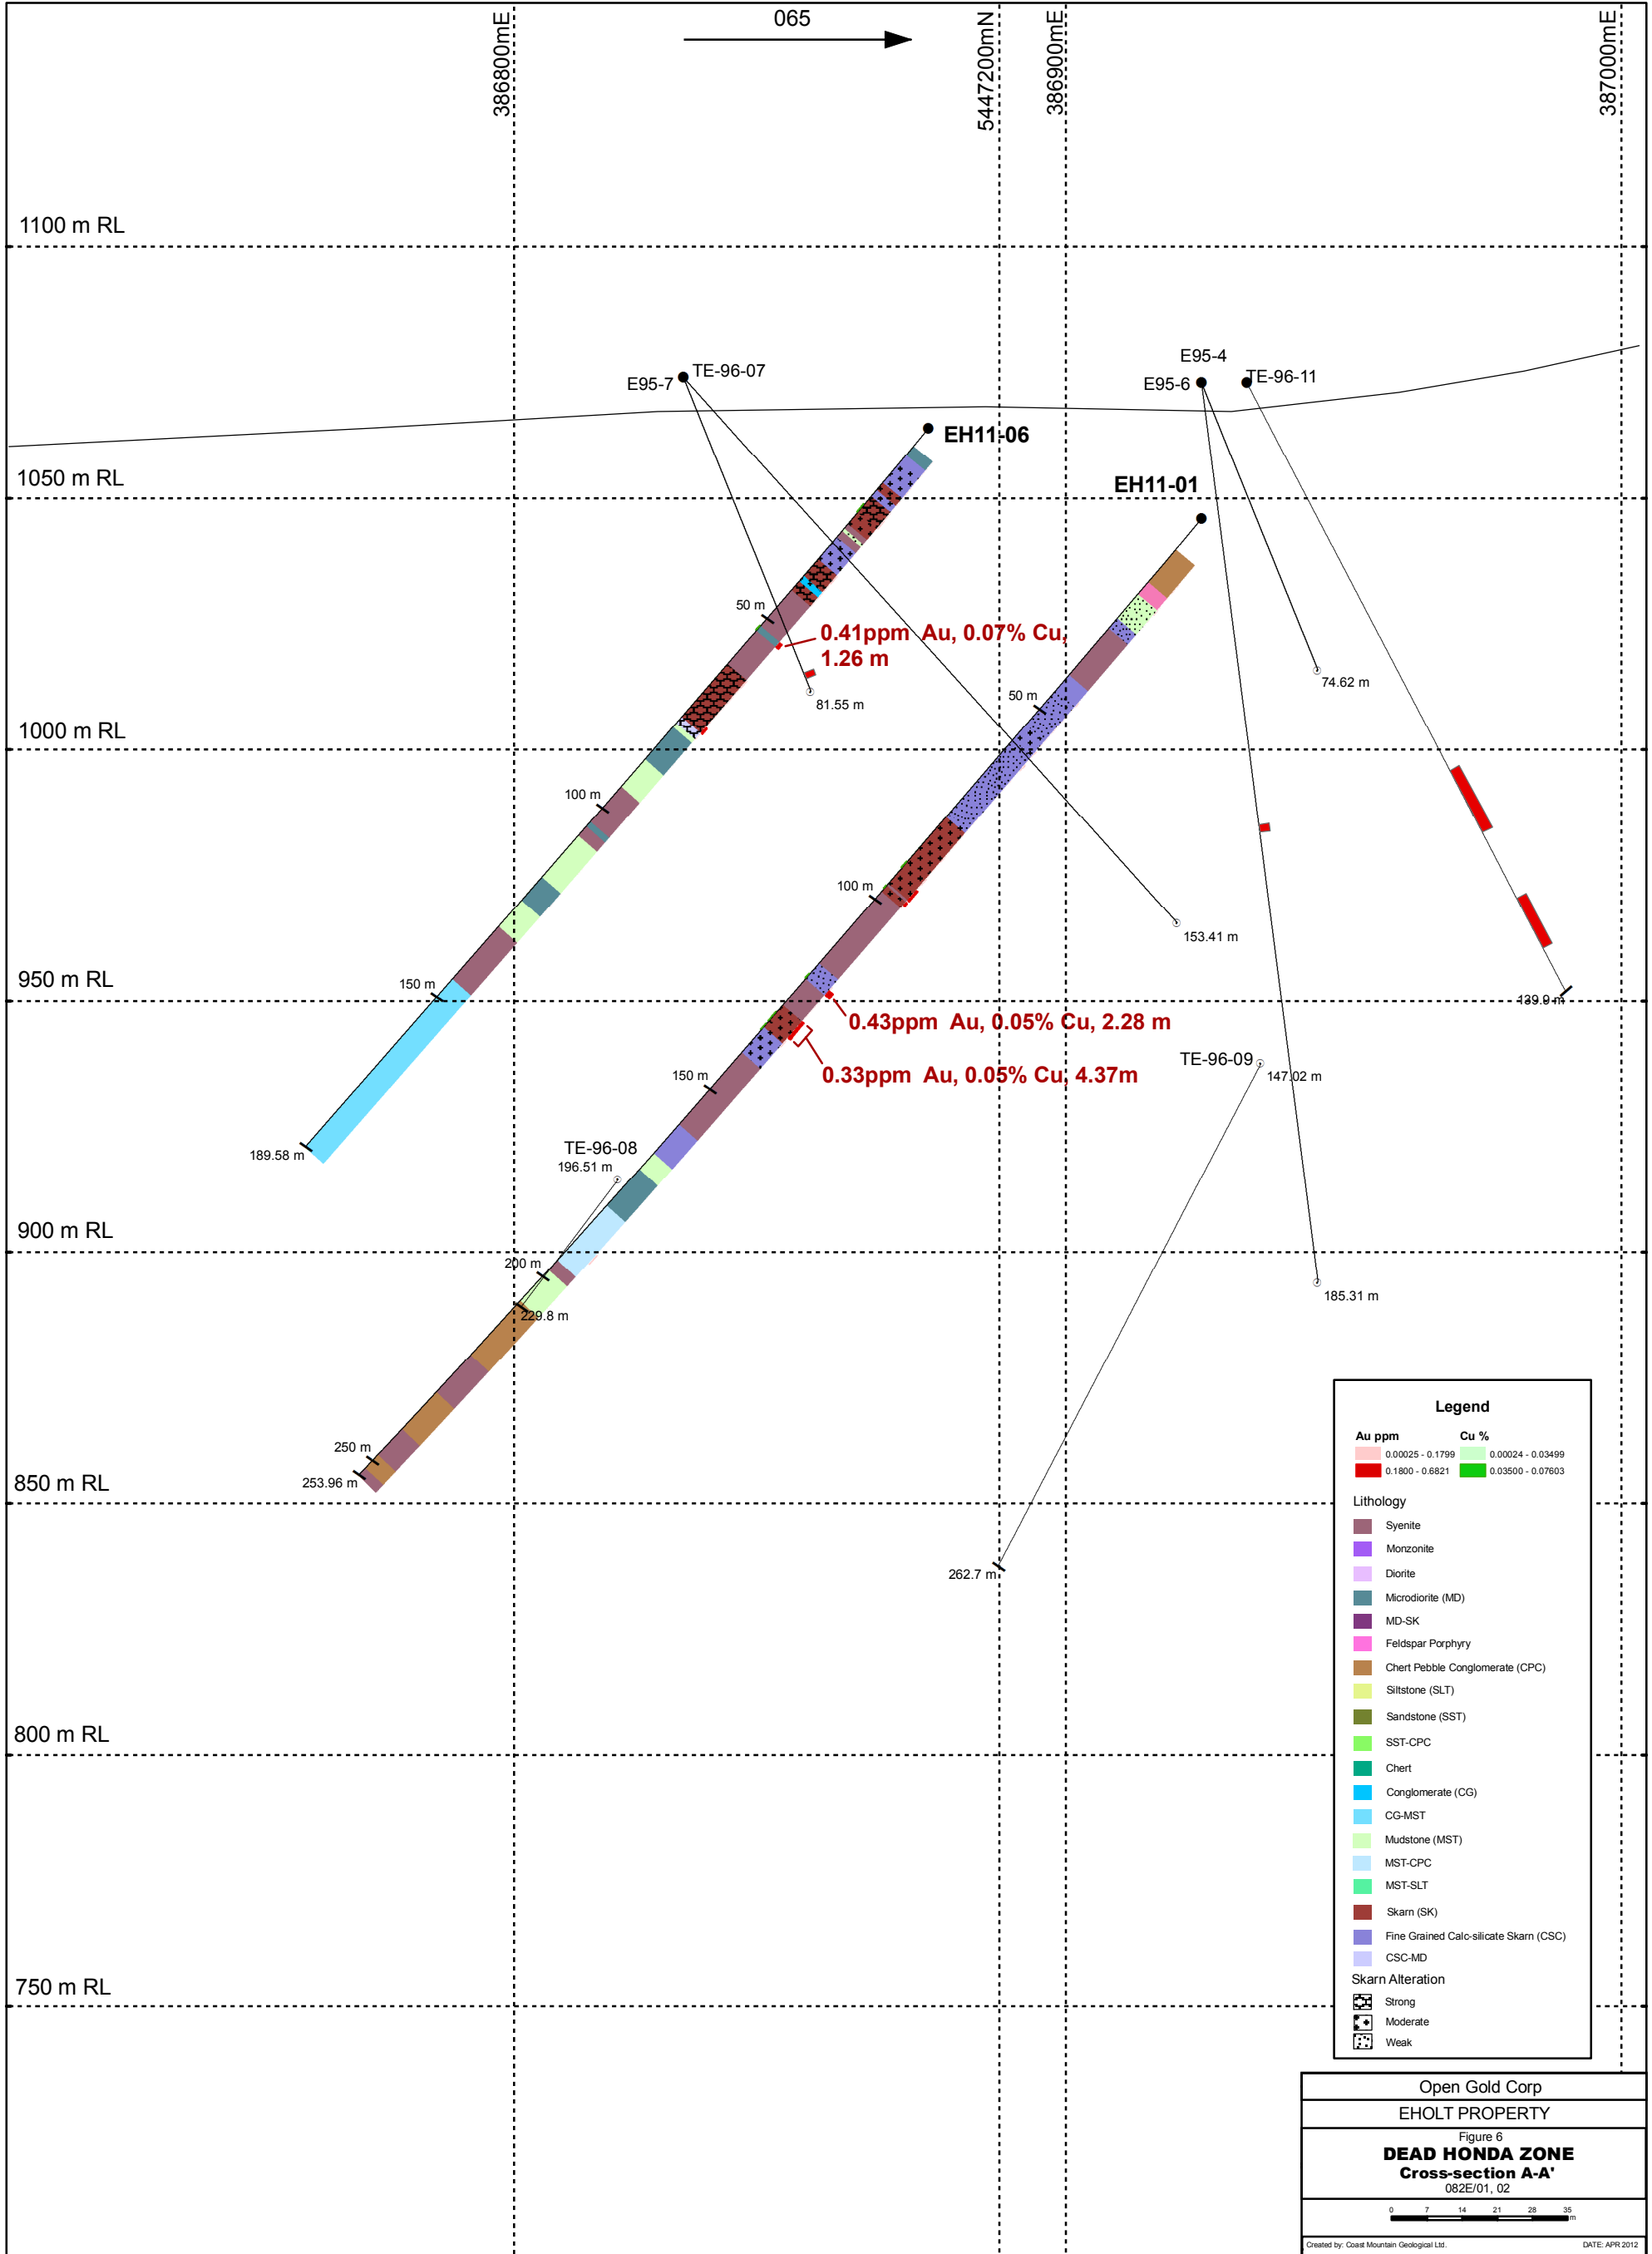 065
386800mE
5447200mN
386900mE
387000mE
1100 m RL
E95-7
TE-96-07
E95-4
E95-6
TE-96-11
EH11-06
1050 m RL
EH11-01
50 m
0.41ppm Au, 0.07% Cu,
1.26 m
81.55 m
74.62 m
50 m
1000 m RL
100 m
100 m
153.41 m
950 m RL
150 m
139.9 m
0.43ppm Au, 0.05% Cu, 2.28 m
0.33ppm Au, 0.05% Cu, 4.37m
TE-96-09
147.02 m
150 m
189.58 m
TE-96-08
196.51 m
900 m RL
200 m
229.8 m
185.31 m
250 m
253.96 m
850 m RL
262.7 m
800 m RL
750 m RL
Legend
Au ppm
Cu %
0.00025 - 0.1799
0.00024 - 0.03499
0.1800 - 0.6821
0.03500 - 0.07603
Lithology
Syenite
Monzonite
Diorite
Microdiorite (MD)
MD-SK
Feldspar Porphyry
Chert Pebble Conglomerate (CPC)
Siltstone (SLT)
Sandstone (SST)
SST-CPC
Chert
Conglomerate (CG)
CG-MST
Mudstone (MST)
MST-CPC
MST-SLT
Skarn (SK)
Fine Grained Calc-silicate Skarn (CSC)
CSC-MD
Skarn Alteration
Strong
Moderate
Weak
Open Gold Corp
EHOLT PROPERTY
Figure 6
DEAD HONDA ZONE
Cross-section A-A'
082E/01, 02
0 7 14 21 28 35
m
Created by: Coast Mountain Geological Ltd.
DATE: APR 2012